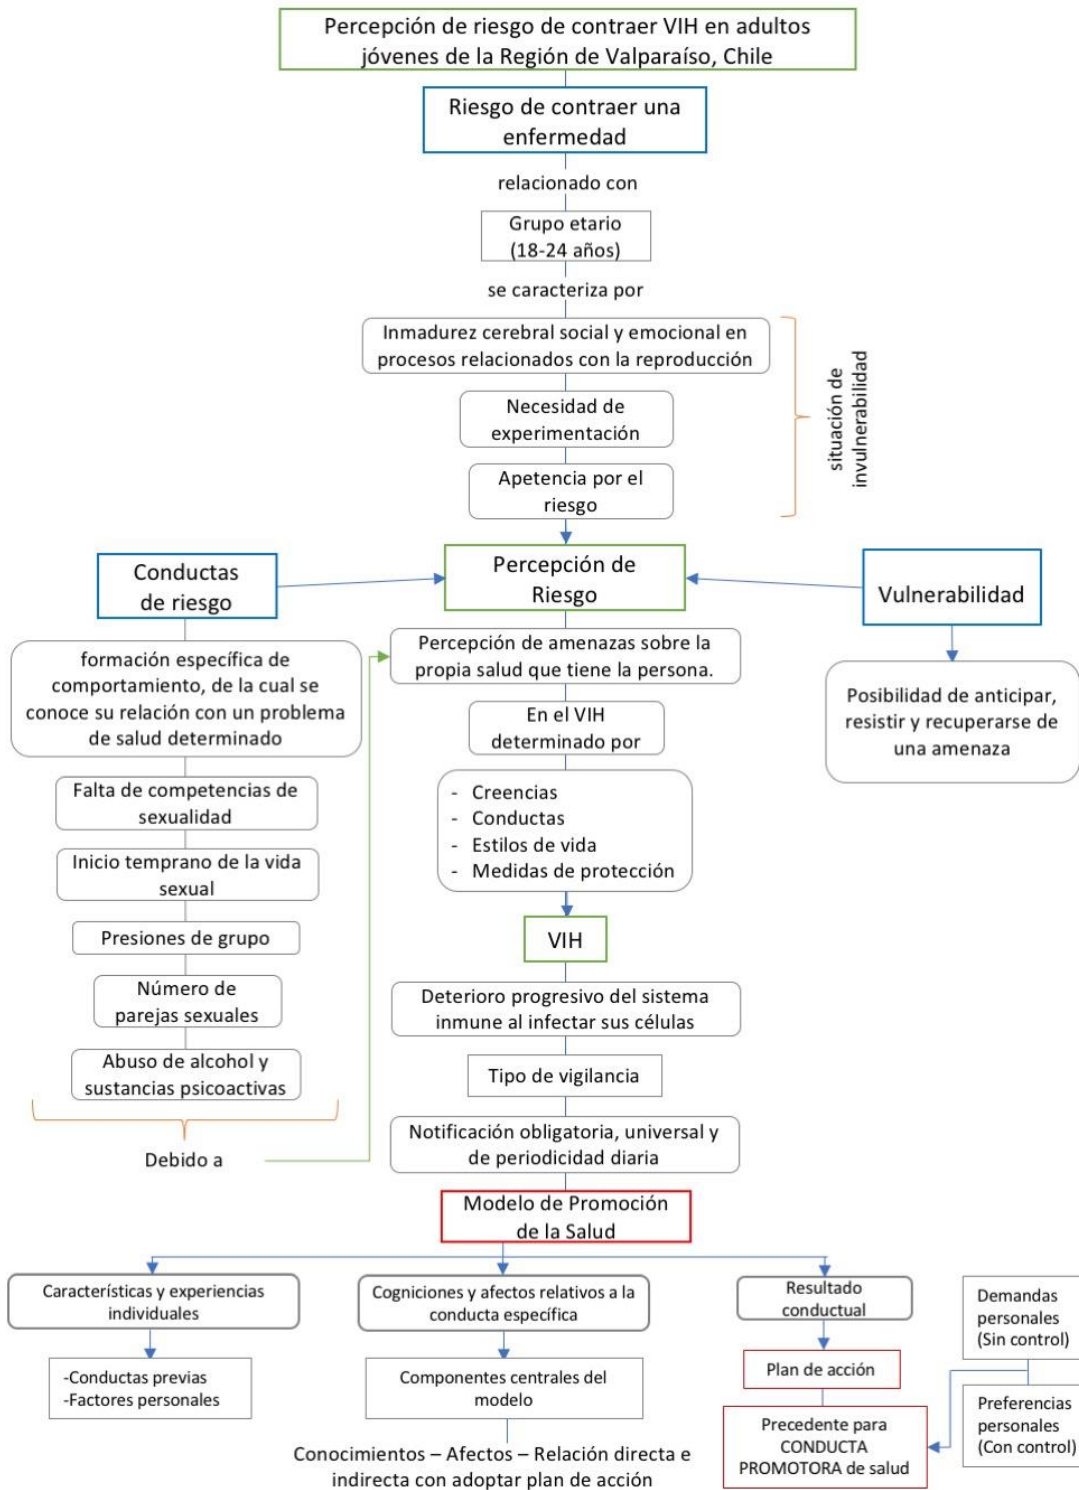 Percepción de riesgo de contraer VIH en adultos
jóvenes de la Región de Valparaíso, Chile
Riesgo de contraer una
enfermedad
relacionado con
Grupo etario
(18-24 años)
se caracteriza por
Inmadurez cerebral social y emocional en
procesos relacionados con la reproducción
Necesidad de
experimentación
Apetencia por el
riesgo
situación de
invulnerabilidad
Conductas
de riesgo
Percepción de
Riesgo
Vulnerabilidad
formación específica de
comportamiento, de la cual se
conoce su relación con un problema
de salud determinado
Falta de competencias de
sexualidad
Inicio temprano de la vida
sexual
Presiones de grupo
Número de
parejas sexuales
Abuso de alcohol y
sustancias psicoactivas
Debido a
Percepción de amenazas sobre la
propia salud que tiene la persona.
En el VIH
determinado por
- Creencias
- Conductas
- Estilos de vida
- Medidas de protección
Posibilidad de anticipar,
resistir y recuperarse de
una amenaza
VIH
Deterioro progresivo del sistema
inmune al infectar sus células
Tipo de vigilancia
Notificación obligatoria, universal y
de periodicidad diaria
Modelo de Promoción
de la Salud
Características y experiencias
individuales
-Conductas previas
-Factores personales
Cogniciones y afectos relativos a la
conducta específica
Componentes centrales del
modelo
Conocimientos – Afectos – Relación directa e
indirecta con adoptar plan de acción
Resultado
conductual
Plan de acción
Precedente para
CONDUCTA
PROMOTORA de salud
Demandas
personales
(Sin control)
Preferencias
personales
(Con control)